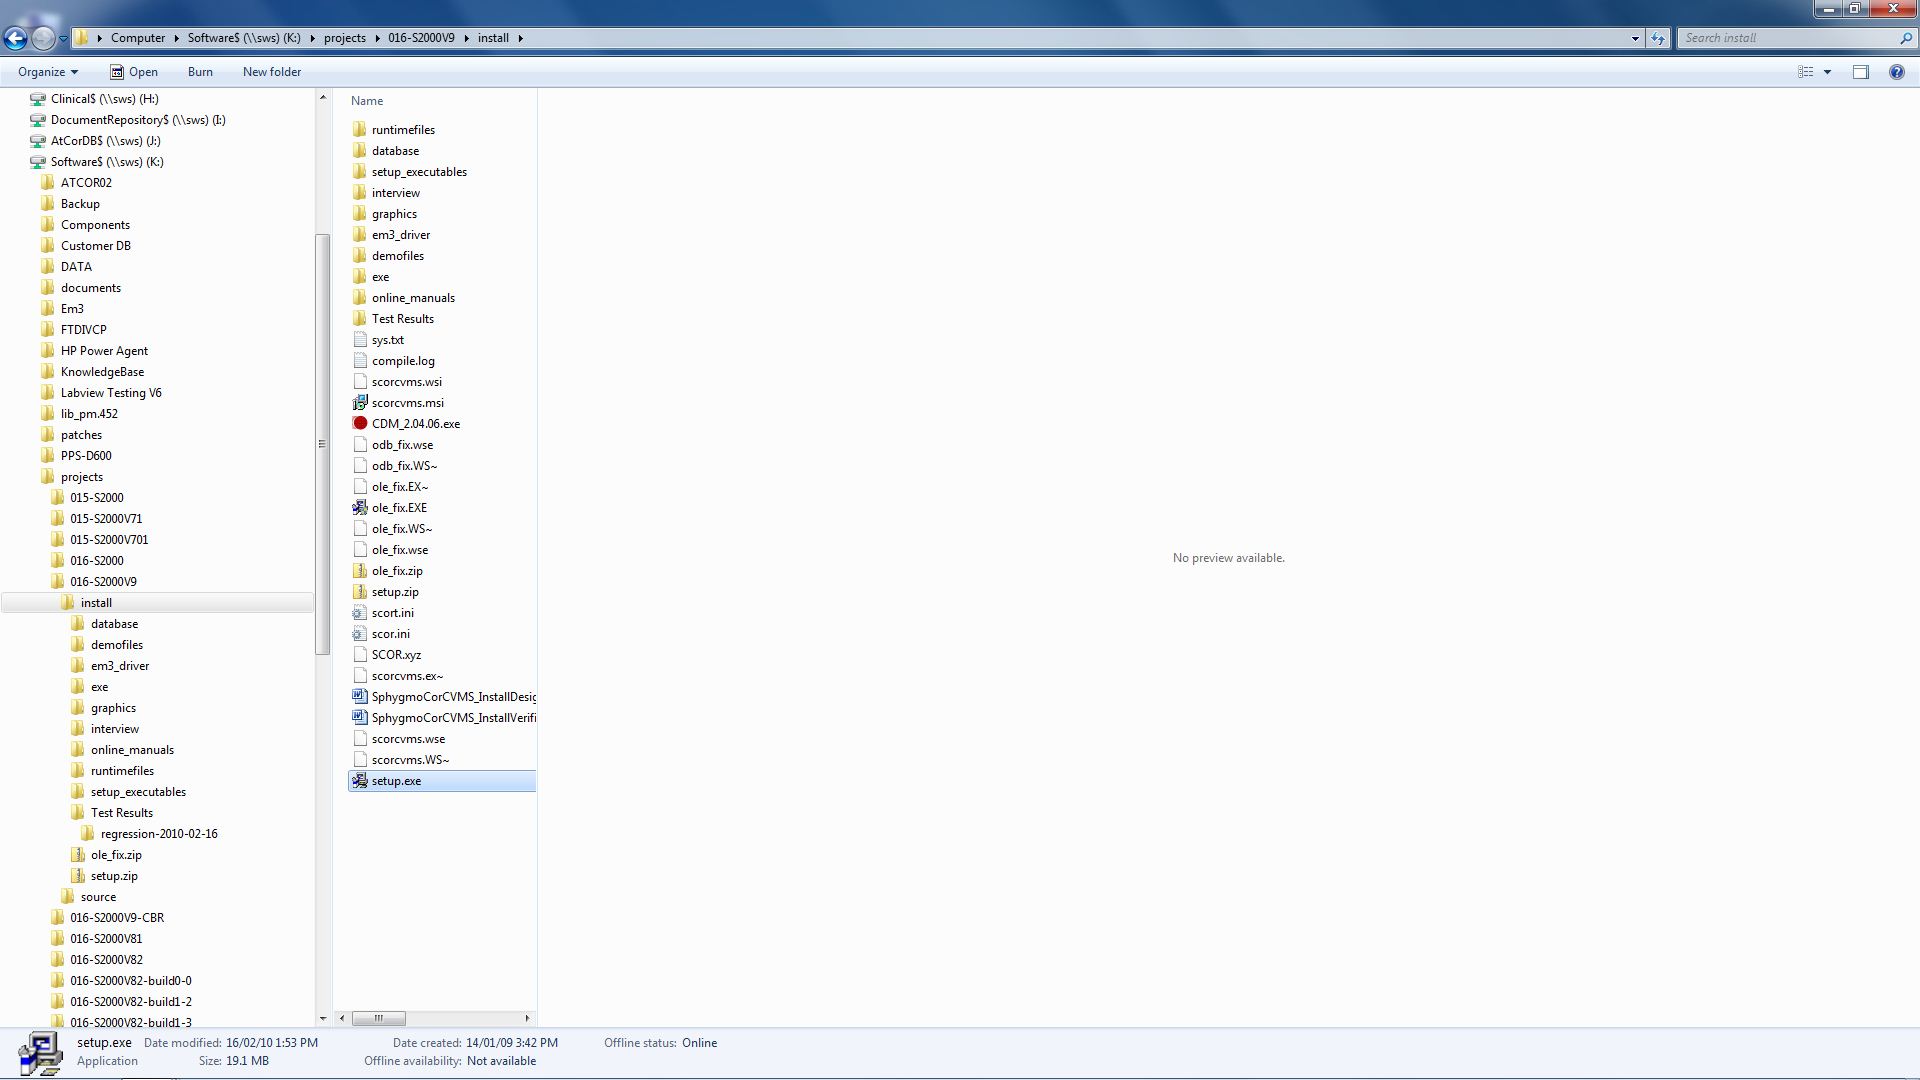 Computer ▸ Software$ (\\sws) (K:) ▸ projects ▸ 016-S2000V9 ▸ install ▸
Search install
Organize Open Burn New folder
Clinical$ (\\sws) (H:)
DocumentRepository$ (\\sws) (I:)
AtCorDB$ (\\sws) (J:)
Software$ (\\sws) (K:)
ATCOR02
Backup
Components
Customer DB
DATA
documents
Em3
FTDIVCP
HP Power Agent
KnowledgeBase
Labview Testing V6
lib_pm.452
patches
PPS-D600
projects
015-S2000
015-S2000V71
015-S2000V701
016-S2000
016-S2000V9
install
database
demofiles
em3_driver
exe
graphics
interview
online_manuals
runtimefiles
setup_executables
Test Results
regression-2010-02-16
ole_fix.zip
setup.zip
source
016-S2000V9-CBR
016-S2000V81
016-S2000V82
016-S2000V82-build0-0
016-S2000V82-build1-2
016-S2000V82-build1-3
Name
runtimefiles
database
setup_executables
interview
graphics
em3_driver
demofiles
exe
online_manuals
Test Results
sys.txt
compile.log
scorcvms.wsi
scorcvms.msi
CDM_2.04.06.exe
odb_fix.wse
odb_fix.WS~
ole_fix.EX~
ole_fix.EXE
ole_fix.WS~
ole_fix.wse
ole_fix.zip
setup.zip
scort.ini
scor.ini
SCOR.xyz
scorcvms.ex~
SphygmoCorCVMS_InstallDesig
SphygmoCorCVMS_InstallVerifi
scorcvms.wse
scorcvms.WS~
setup.exe
No preview available.
setup.exe Date modified: 16/02/10 1:53 PM Date created: 14/01/09 3:42 PM Offline status: Online
Application Size: 19.1 MB Offline availability: Not available